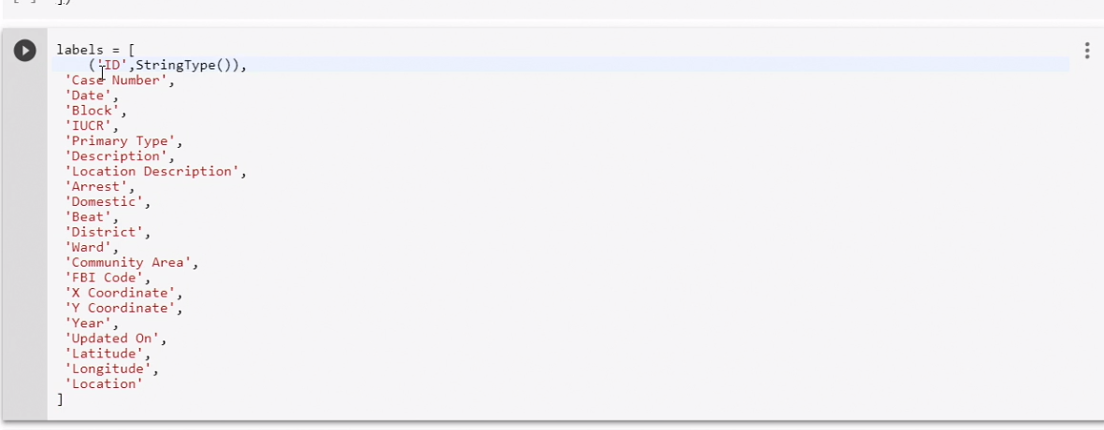 labels = [
('ID',StringType()),
'Case Number',
'Date',
'Block',
'IUCR',
'Primary Type',
'Description',
'Location Description',
'Arrest',
'Domestic',
'Beat',
'District',
'Ward',
'Community Area',
'FBI Code',
'X Coordinate',
'Y Coordinate',
'Year',
'Updated On',
'Latitude',
'Longitude',
'Location'
]